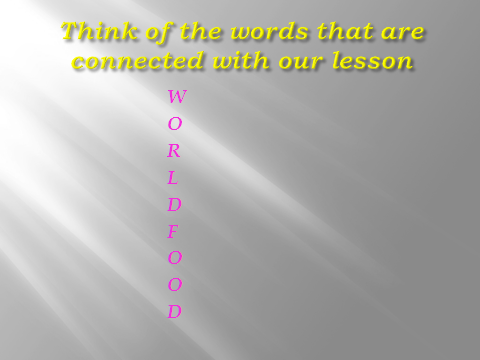 Think of the words that are
connected with our lesson
W
O
R
L
D
F
O
O
D